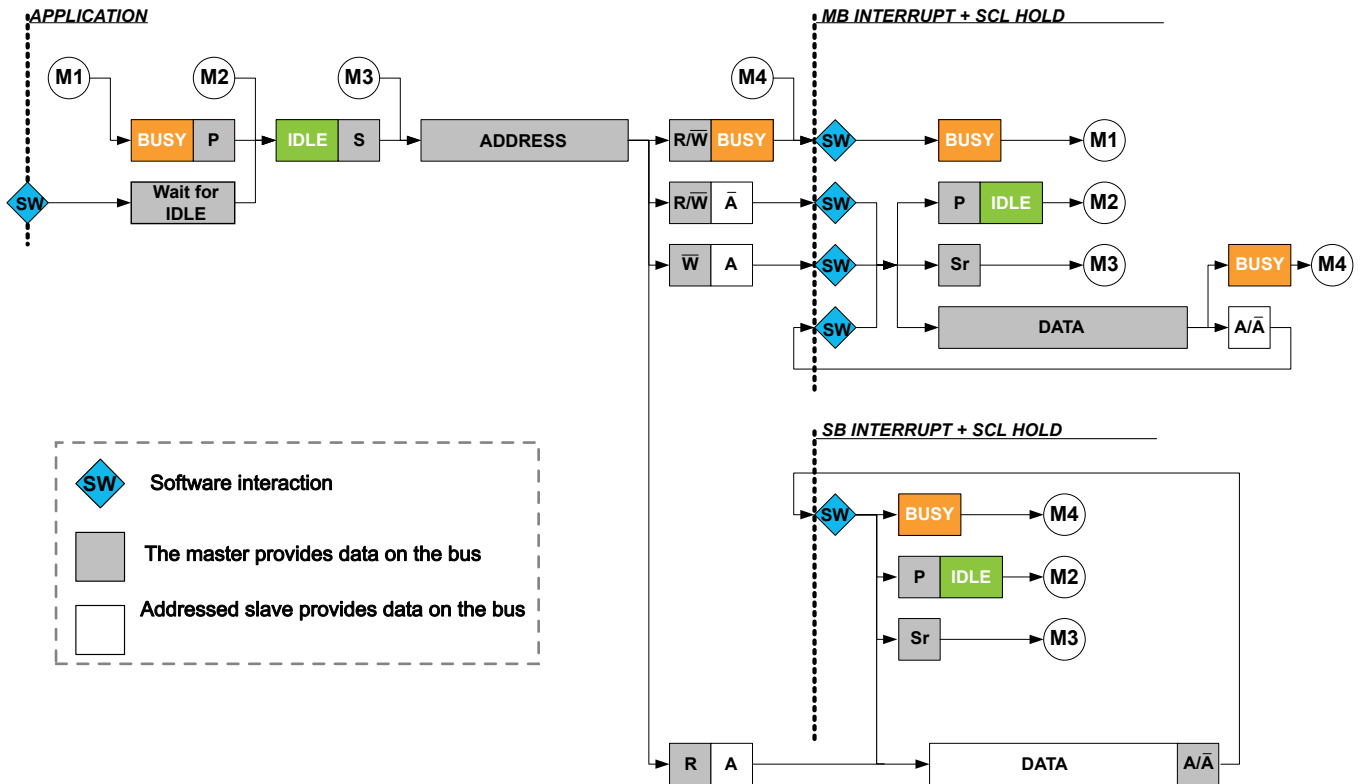 APPLICATION
MB INTERRUPT + SCL HOLD
M1
M2
M3
M4
BUSY P
IDLE S
ADDRESS
R/W̅ BUSY
SW
BUSY
M1
SW
Wait for
IDLE
R/W̅ A̅
SW
P IDLE
M2
W̅ A
SW
Sr
M3
BUSY
M4
SW
DATA
A/A̅
SB INTERRUPT + SCL HOLD
SW
Software interaction
SW
BUSY
M4
The master provides data on the bus
P IDLE
M2
Addressed slave provides data on the bus
Sr
M3
R A
DATA
A/A̅